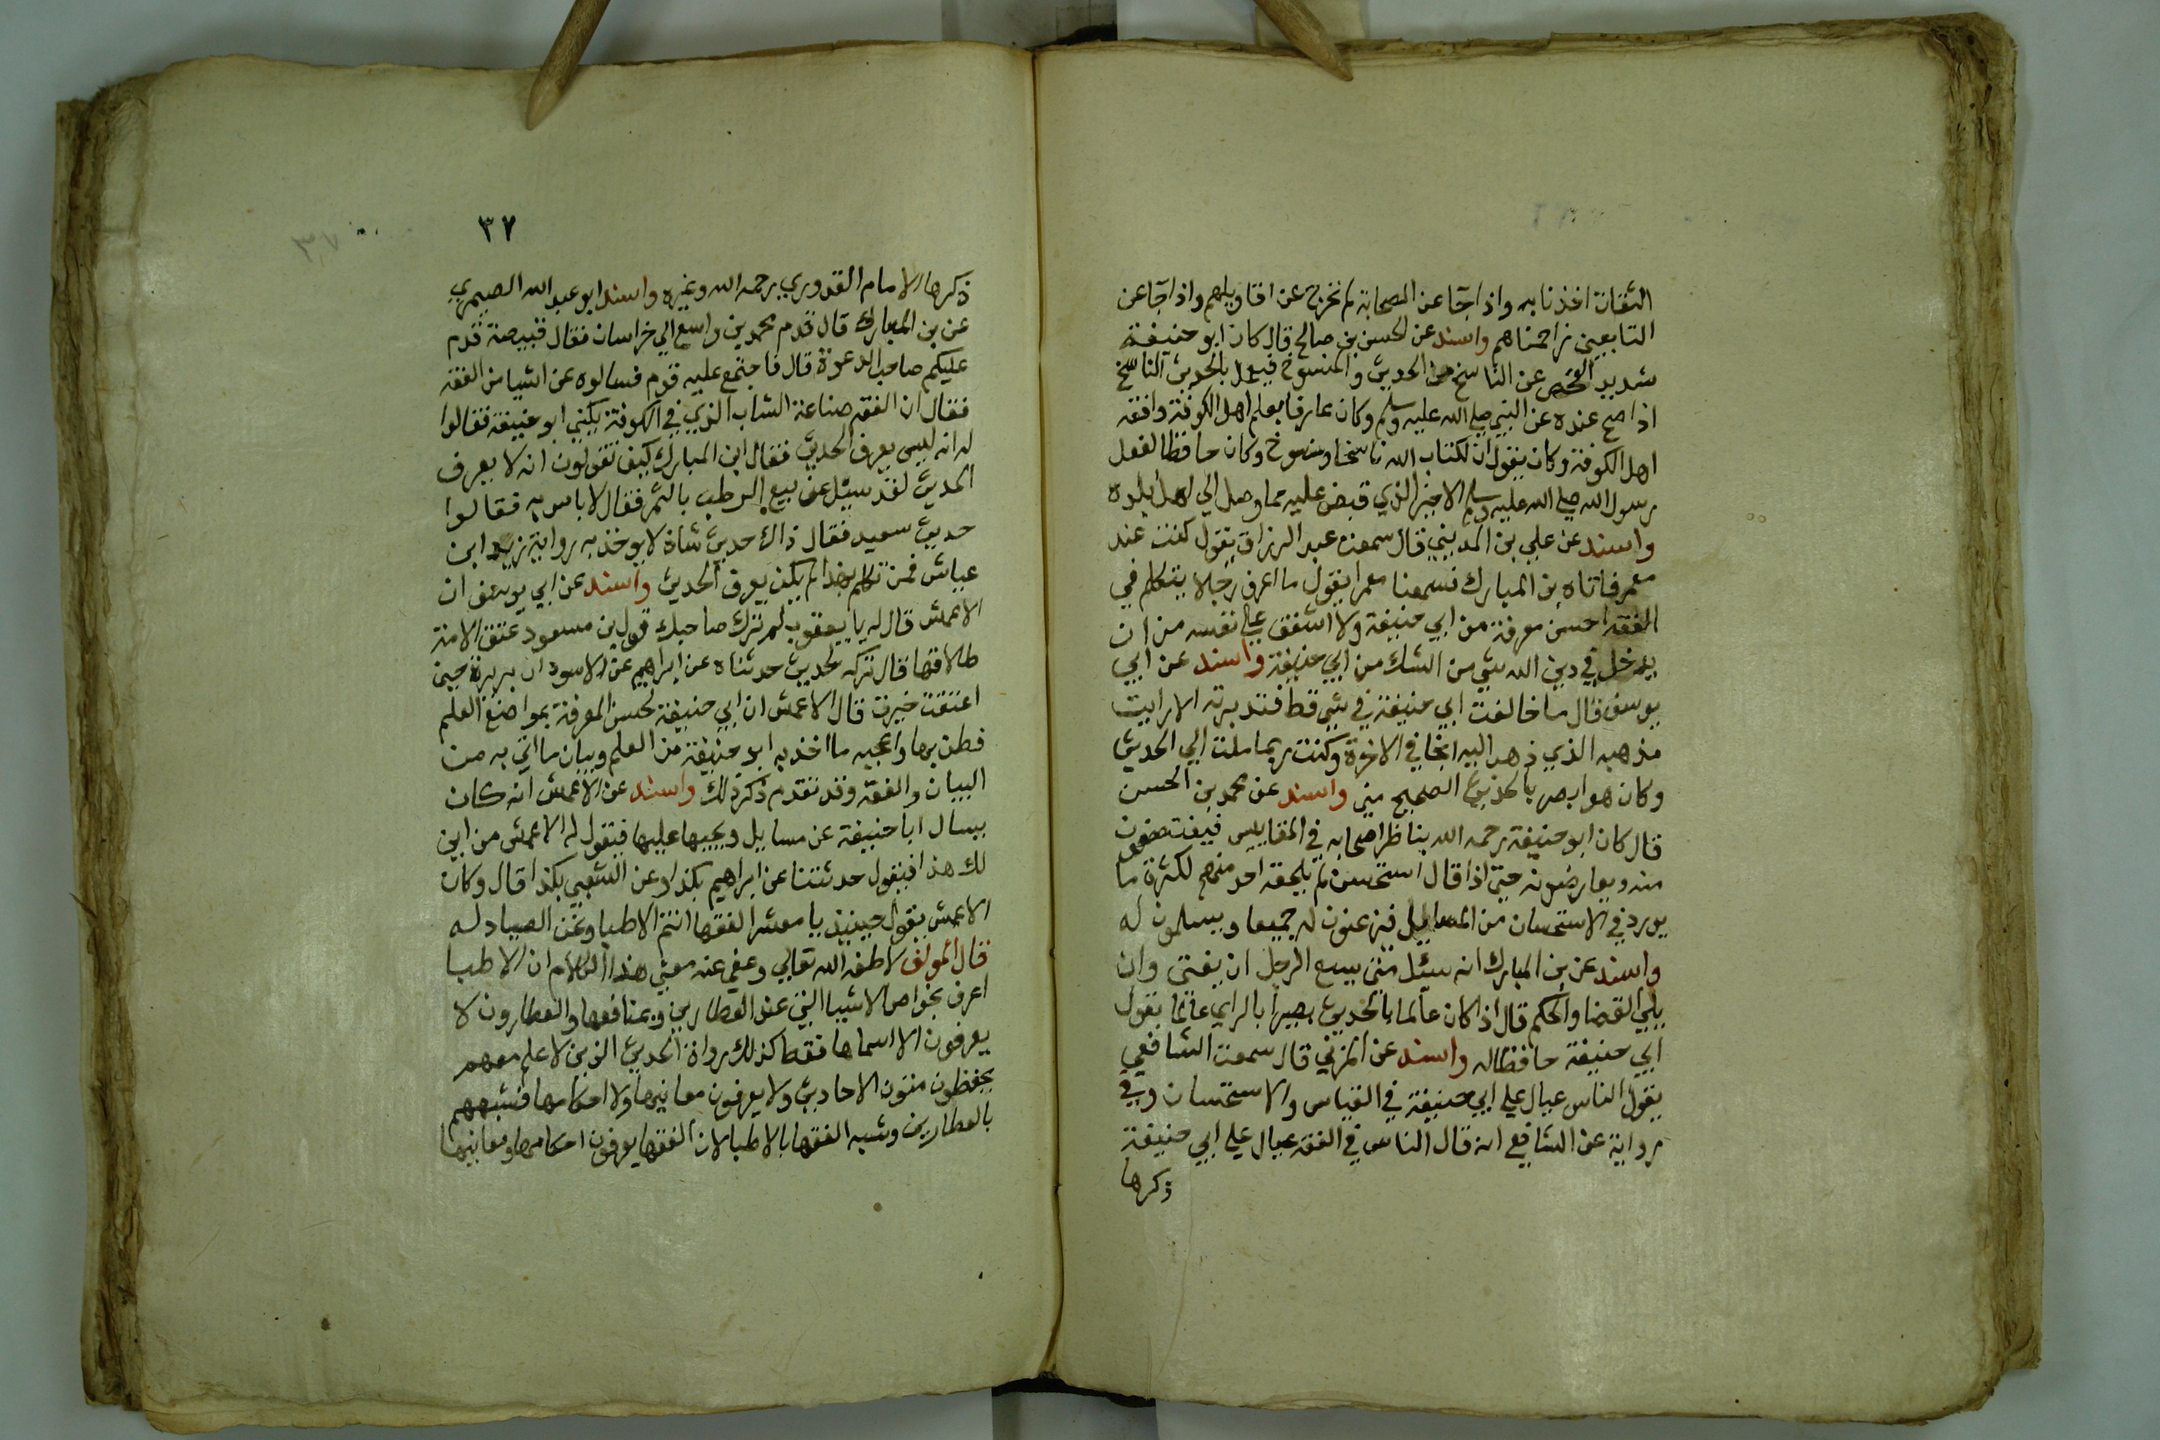 الثقات اخذنا به واذا جآ عن الصحابة لم نخرج عن اقاويلهم واذا جآ عن
التابعين زاحمناهم واسند عن الحسن بن صالح قال كان ابو حنيفة
شديد الفحص عن الناسخ من الحديث والمنسوخ فيعمل بالحديث الناسخ
اذا صح عنده عن النبي صلى الله عليه وسلم وكان عارفا بعلم اهل الكوفة وافقه
اهل الكوفة وكان يقول ان لكتاب الله ناسخا ومنسوخ وكان حافظا لفعل
رسول الله صلى الله عليه وسلم الاخير الذي قبض عليه مما وصل الى اهل بلده
واسند عن علي بن المديني قال سمعت عبد الرزاق يقول كنت عند
معمر فاتاه بن المبارك فسمعنا معمرا يقول ما اعرف رجلا يتكلم في
الفقه احسن معرفة من ابي حنيفة ولا اشفق على نفسه من ان
يدخل في دين الله شي من الشك من ابي حنيفة واسند عن ابي
يوسف قال ما خالفت ابي حنيفة في شي قط فتدبرته الا رايت
مذهبه الذي ذهب اليه انجا في الاخرة وكنت ربما ملت الى الحديث
وكان هو ابصر بالحديث الصحيح مني واسند عن محمد بن الحسن
قال كان ابو حنيفة رحمه الله يناظر اصحابه في المقاييس فينتصفون
منه ويعارضونه حتى اذا قال استحسن لم يلحقه احد منهم لكثرة ما
يورد في الاستحسان من المسايل فيذعنون له جميعا ويسلمون له
واسند عن بن المبارك انه سيل متى يسع الرجل ان يفتى وان
يلي القضا والحكم قال اذا كان عالما بالحديث بصيرا بالراي عالما بقول
ابي حنيفة حافظا له واسند عن المزني قال سمعت الشافعي
يقول الناس عيال على ابي حنيفة في القياس والاستحسان وفي
رواية عن الشافعي انه قال الناس في الفقه عيال على ابي حنيفة
ذكرها
٣٧
ذكرها الامام القدوري رحمه الله وغيره واسند ابو عبد الله الصيمري
عن بن المبارك قال قدم محمد بن واسع الى خراسان فقال قبيصة قدم
عليكم صاحب الدعوة قال فاجتمع عليه قوم فسالوه عن اشيا من الفقه
فقال ان الفقه صناعة الشاب الذي في الكوفة يكني ابو حنيفة فقالوا
له انه ليس يعرف الحديث فقال ابن المبارك كيف تقولون انه لا يعرف
الحديث لقد سيل عن بيع الرطب بالتمر فقال لا باس به فقالوا
حديث سعيد فقال ذاك حديث شاذ لا يوخذ به رواية زيد ابن
عياش فمن تكلم بهذا لم يكن يعرف الحديث واسند عن ابي يوسف ان
الاعمش قال له يا يعقوب لم ترك صاحبك قول بن مسعود عتق الامة
طلاقها قال تركه لحديث حدثناه عن ابراهيم عن الاسود ان بريرة حين
اعتقت خيرت قال الاعمش ان ابي حنيفة لحسن المعرفة بمواضع العلم
فطن بها واعجبه ما اخذ به ابو حنيفة من العلم وبيان ما اتى به من
البيان والفقه وقد تقدم ذكر ذلك واسند عن الاعمش انه كان
يسال ابا حنيفة عن مسايل ويجيبها عليها فيقول له الاعمش من اين
لك هذا فيقول حدثتنا عن ابراهيم بكذا وعن الشعبي بكذا قال وكان
الاعمش يقول حينيذ يا معشر الفقها انتم الاطبا ونحن الصيادله
قال المولف لاطفه الله تعالى وعفى عنه معنى هذا الكلام ان الاطبا
اعرف بخواص الاشيا التي عند العطارين وبمنافعها والعطارون لا
يعرفون الا اسماها فقط كذلك رواة الحديث الذين لا علم معهم
يحفظون متون الاحاديث ولا يعرفون معانيها ولا احكامها فشبههم
بالعطارين وشبه الفقها بالاطبا لان الفقها يعرفون احكامها ومعانيها